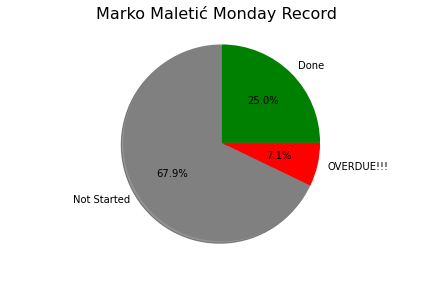 Marko Maletić Monday Record
Done
25.0%
7.1%
OVERDUE!!!
67.9%
Not Started